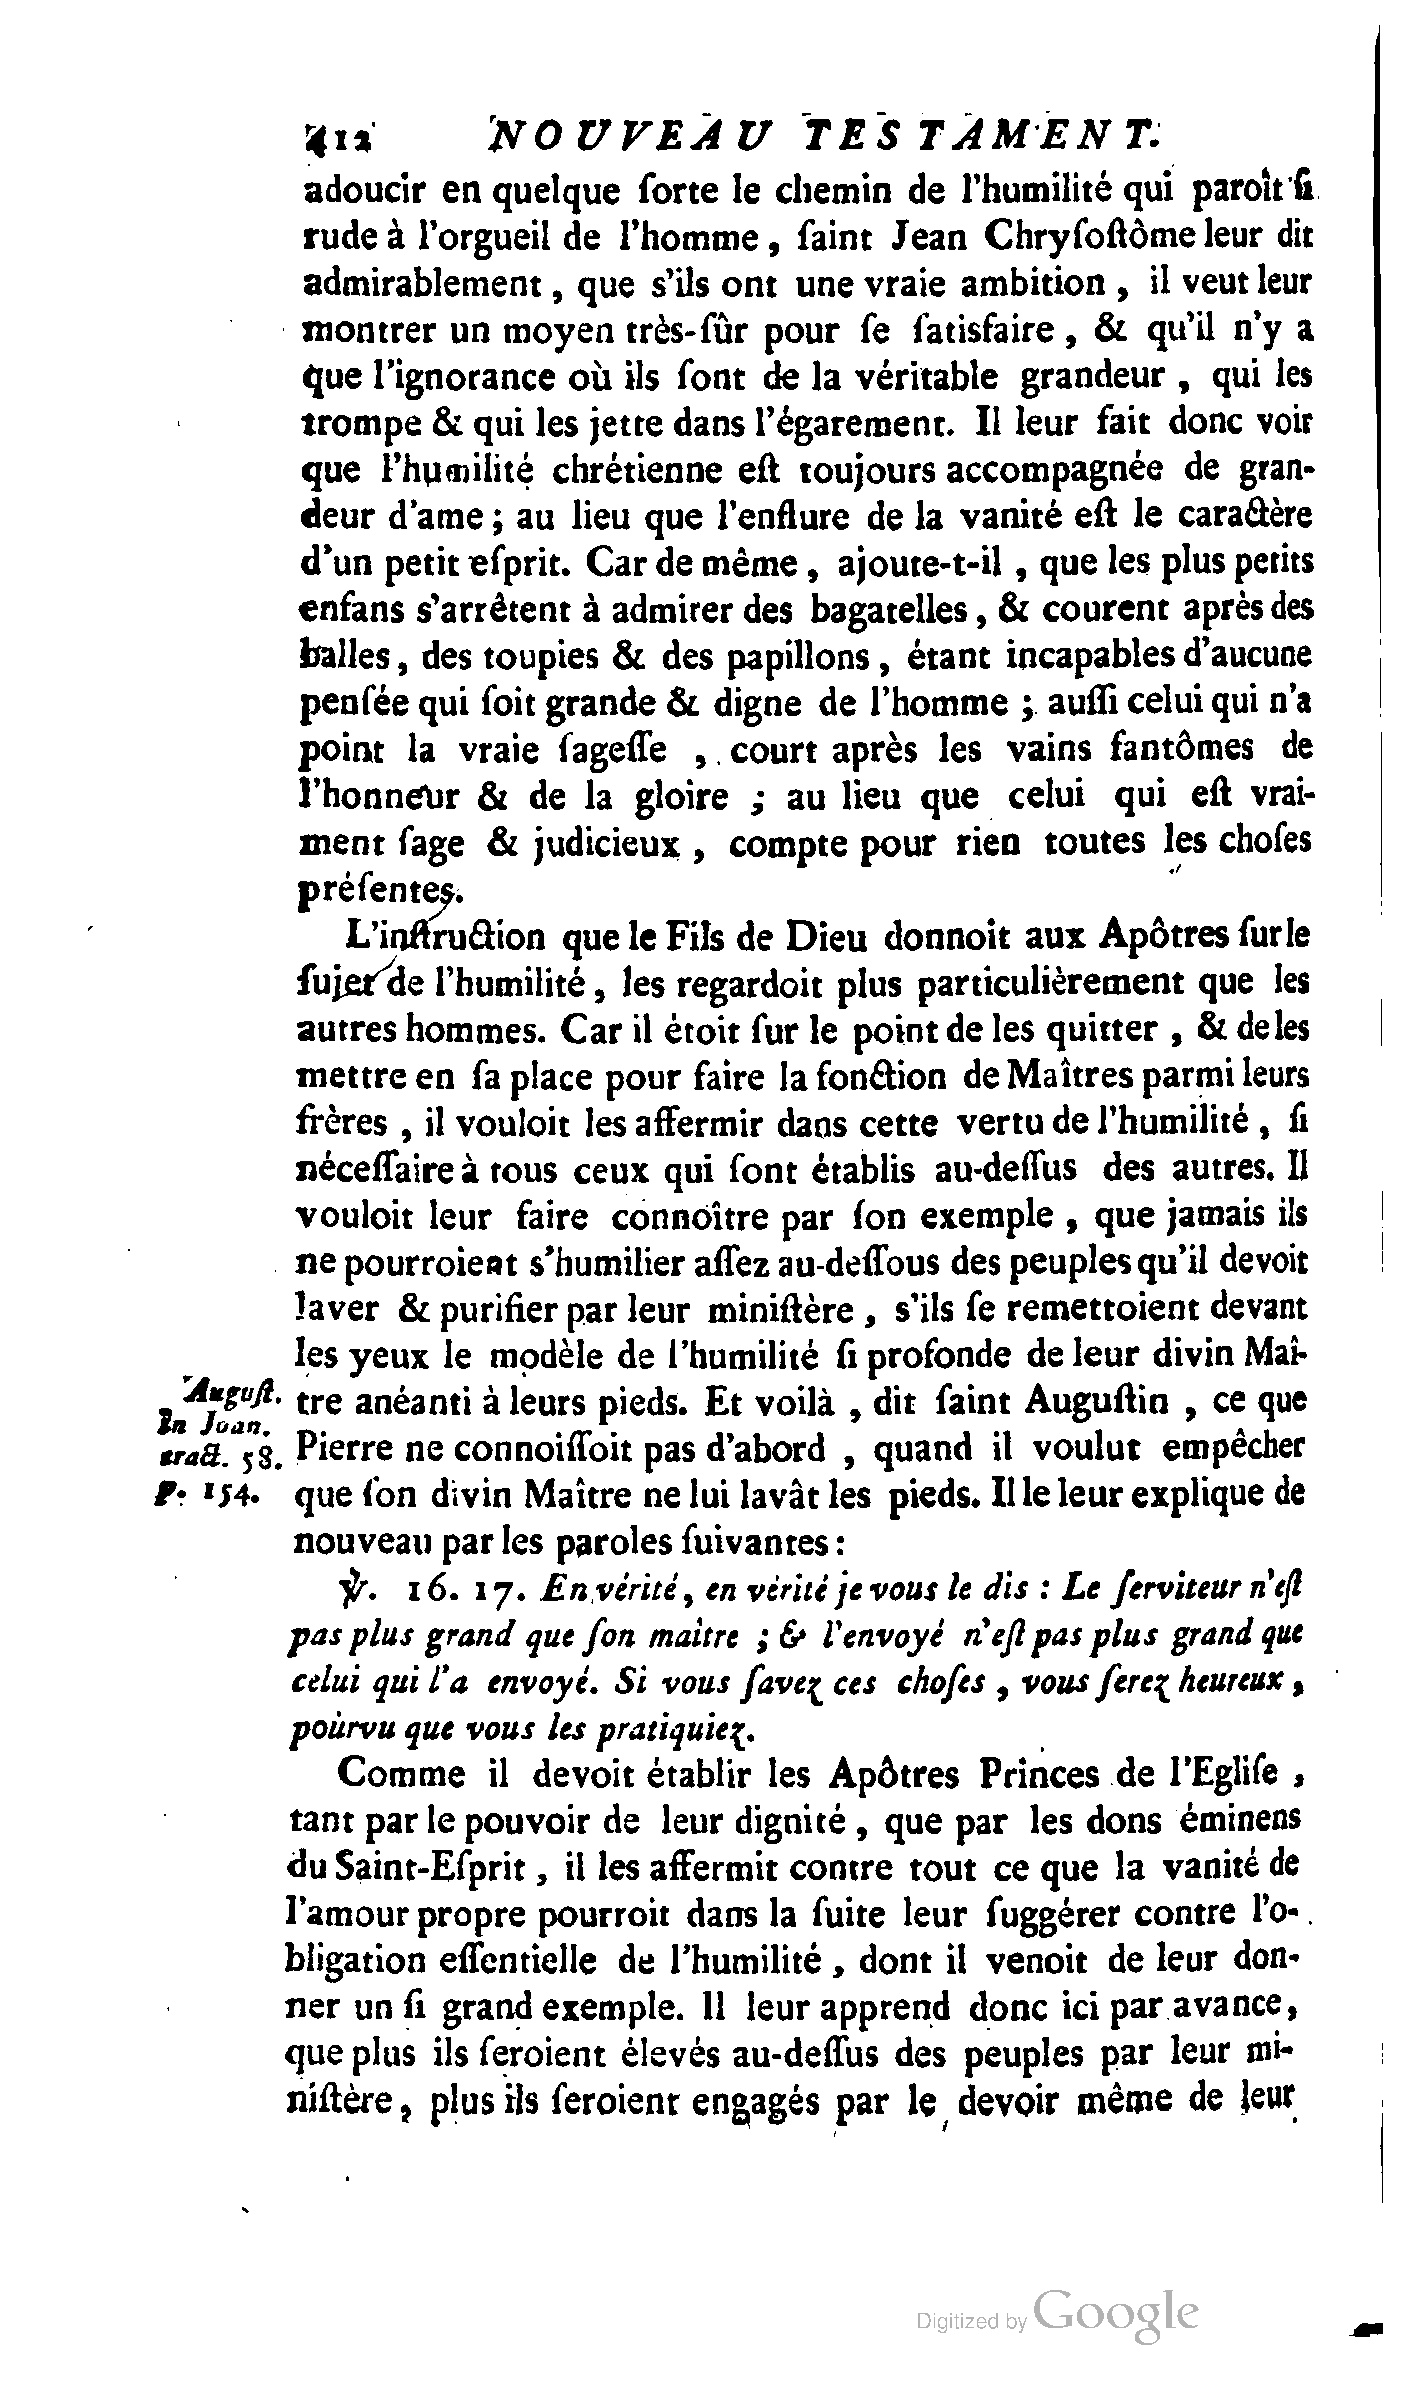 412 NOUVEAU TESTAMENT.
adoucir en quelque ſorte le chemin de l'humilité qui paroît ſi
rude à l'orgueil de l'homme, ſaint Jean Chryſoſtôme leur dit
admirablement, que s'ils ont une vraie ambition, il veut leur
montrer un moyen très-ſûr pour ſe ſatisfaire, & qu'il n'y a
que l'ignorance où ils ſont de la véritable grandeur, qui les
trompe & qui les jette dans l'égarement. Il leur fait donc voir
que l'humilité chrétienne eſt toujours accompagnée de gran-
deur d'ame; au lieu que l'enflure de la vanité eſt le caractère
d'un petit eſprit. Car de même, ajoute-t-il, que les plus petits
enfans s'arrêtent à admirer des bagatelles, & courent après des
balles, des toupies & des papillons, étant incapables d'aucune
penſée qui ſoit grande & digne de l'homme; auſſi celui qui n'a
point la vraie ſageſſe, court après les vains fantômes de
l'honneur & de la gloire; au lieu que celui qui eſt vrai-
ment ſage & judicieux, compte pour rien toutes les choſes
préſentes.
L'inſtruction que le Fils de Dieu donnoit aux Apôtres ſur le
ſujet de l'humilité, les regardoit plus particulièrement que les
autres hommes. Car il étoit ſur le point de les quitter, & de les
mettre en ſa place pour faire la fonction de Maîtres parmi leurs
frères, il vouloit les affermir dans cette vertu de l'humilité, ſi
néceſſaire à tous ceux qui ſont établis au-deſſus des autres. Il
vouloit leur faire connoître par ſon exemple, que jamais ils
ne pourroient s'humilier aſſez au-deſſous des peuples qu'il devoit
laver & purifier par leur miniſtère, s'ils ſe remettoient devant
les yeux le modèle de l'humilité ſi profonde de leur divin Maî-
tre anéanti à leurs pieds. Et voilà, dit ſaint Auguſtin, ce que
Pierre ne connoiſſoit pas d'abord, quand il voulut empêcher
que ſon divin Maître ne lui lavât les pieds. Il le leur explique de
nouveau par les paroles ſuivantes:
Auguſt.
In Joan.
tract. 58.
p. 154.
℣. 16. 17. En vérité, en vérité je vous le dis: Le ſerviteur n'eſt
pas plus grand que ſon maître; & l'envoyé n'eſt pas plus grand que
celui qui l'a envoyé. Si vous ſavez ces choſes, vous ſerez heureux,
pourvu que vous les pratiquiez.
Comme il devoit établir les Apôtres Princes de l'Egliſe,
tant par le pouvoir de leur dignité, que par les dons éminens
du Saint-Eſprit, il les affermit contre tout ce que la vanité de
l'amour propre pourroit dans la ſuite leur ſuggérer contre l'o-
bligation eſſentielle de l'humilité, dont il venoit de leur don-
ner un ſi grand exemple. Il leur apprend donc ici par avance,
que plus ils ſeroient élevés au-deſſus des peuples par leur mi-
niſtère, plus ils ſeroient engagés par le devoir même de leur
Digitized by Google